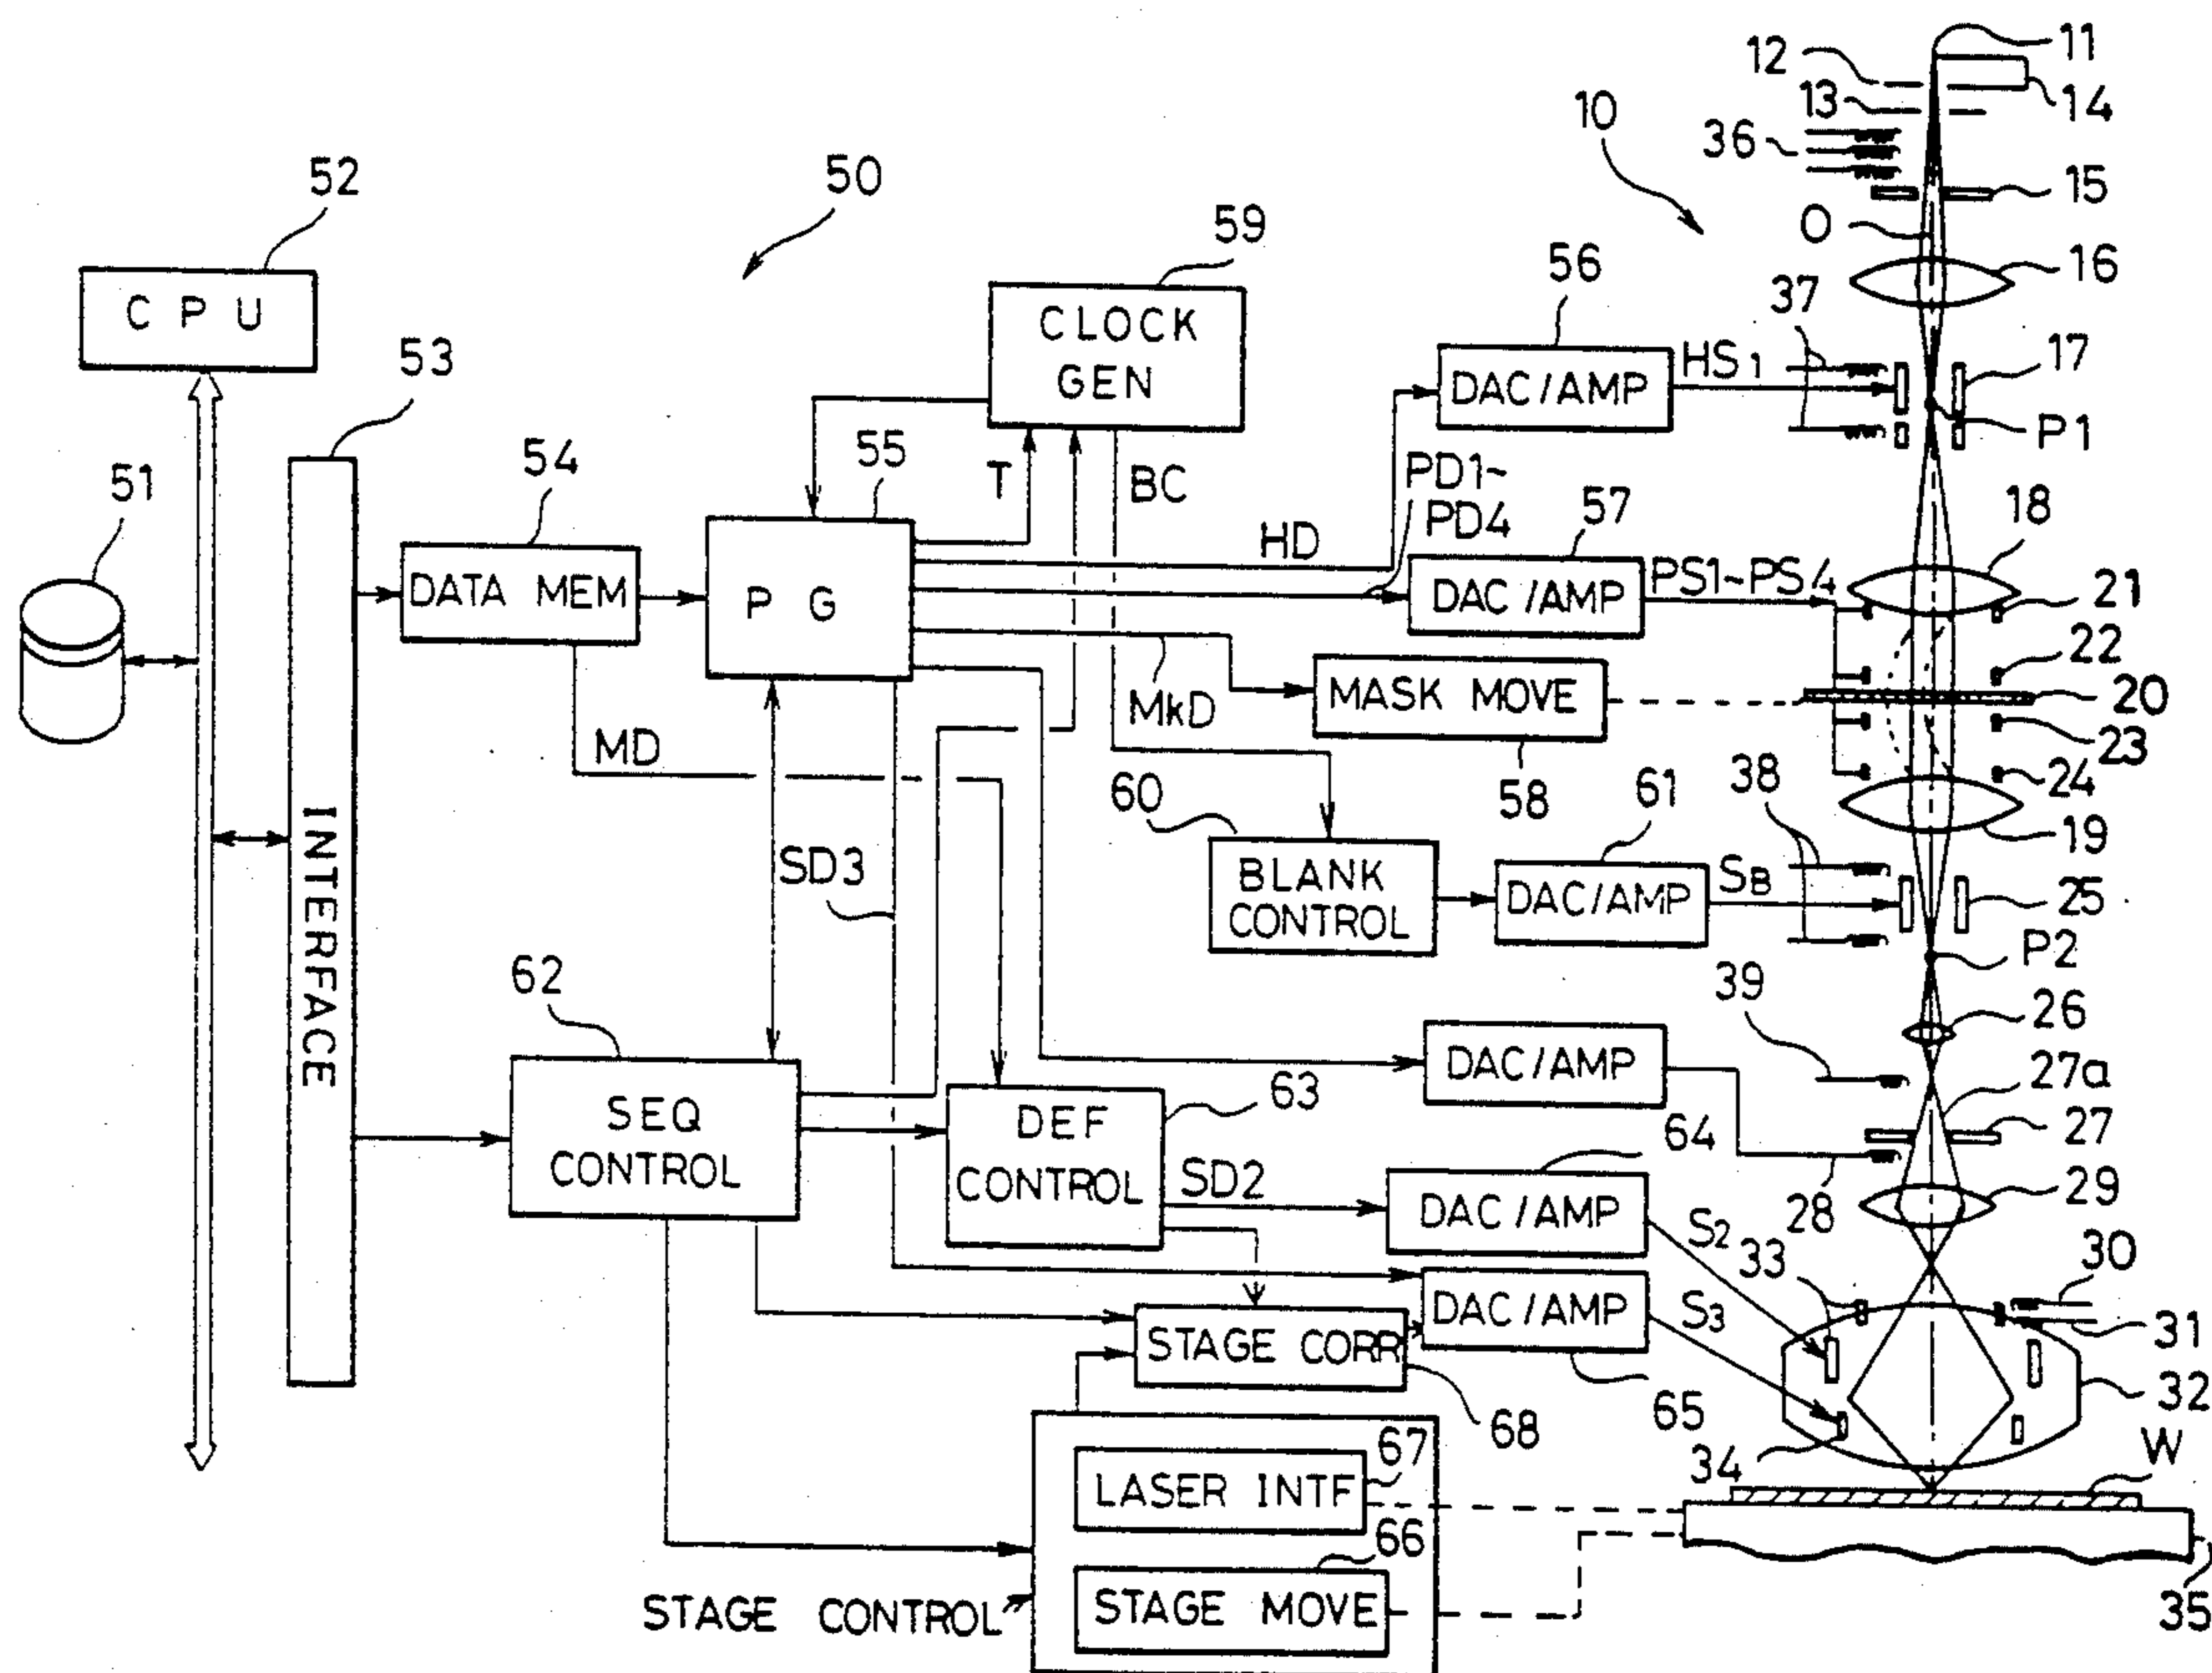 11
12
13
14
10
36
52
50
15
59
O
56
16
CPU
CLOCK
GEN
37
53
HS1
17
DAC/AMP
P1
54
55
T
BC
PD1~
PD4
51
57
18
HD
DATA MEM
PG
DAC/AMP
PS1~PS4
21
22
MASK MOVE
20
MkD
23
MD
58
24
60
61
38
19
INTERFACE
SD3
BLANK
CONTROL
DAC/AMP
SB
25
P2
62
39
26
DAC/AMP
27a
63
SEQ
CONTROL
DEF
CONTROL
64
27
SD2
28
29
DAC/AMP
S2
33
30
DAC/AMP
S3
31
STAGE CORR
32
68
65
67
34
W
LASER INTF
66
STAGE CONTROL
STAGE MOVE
35